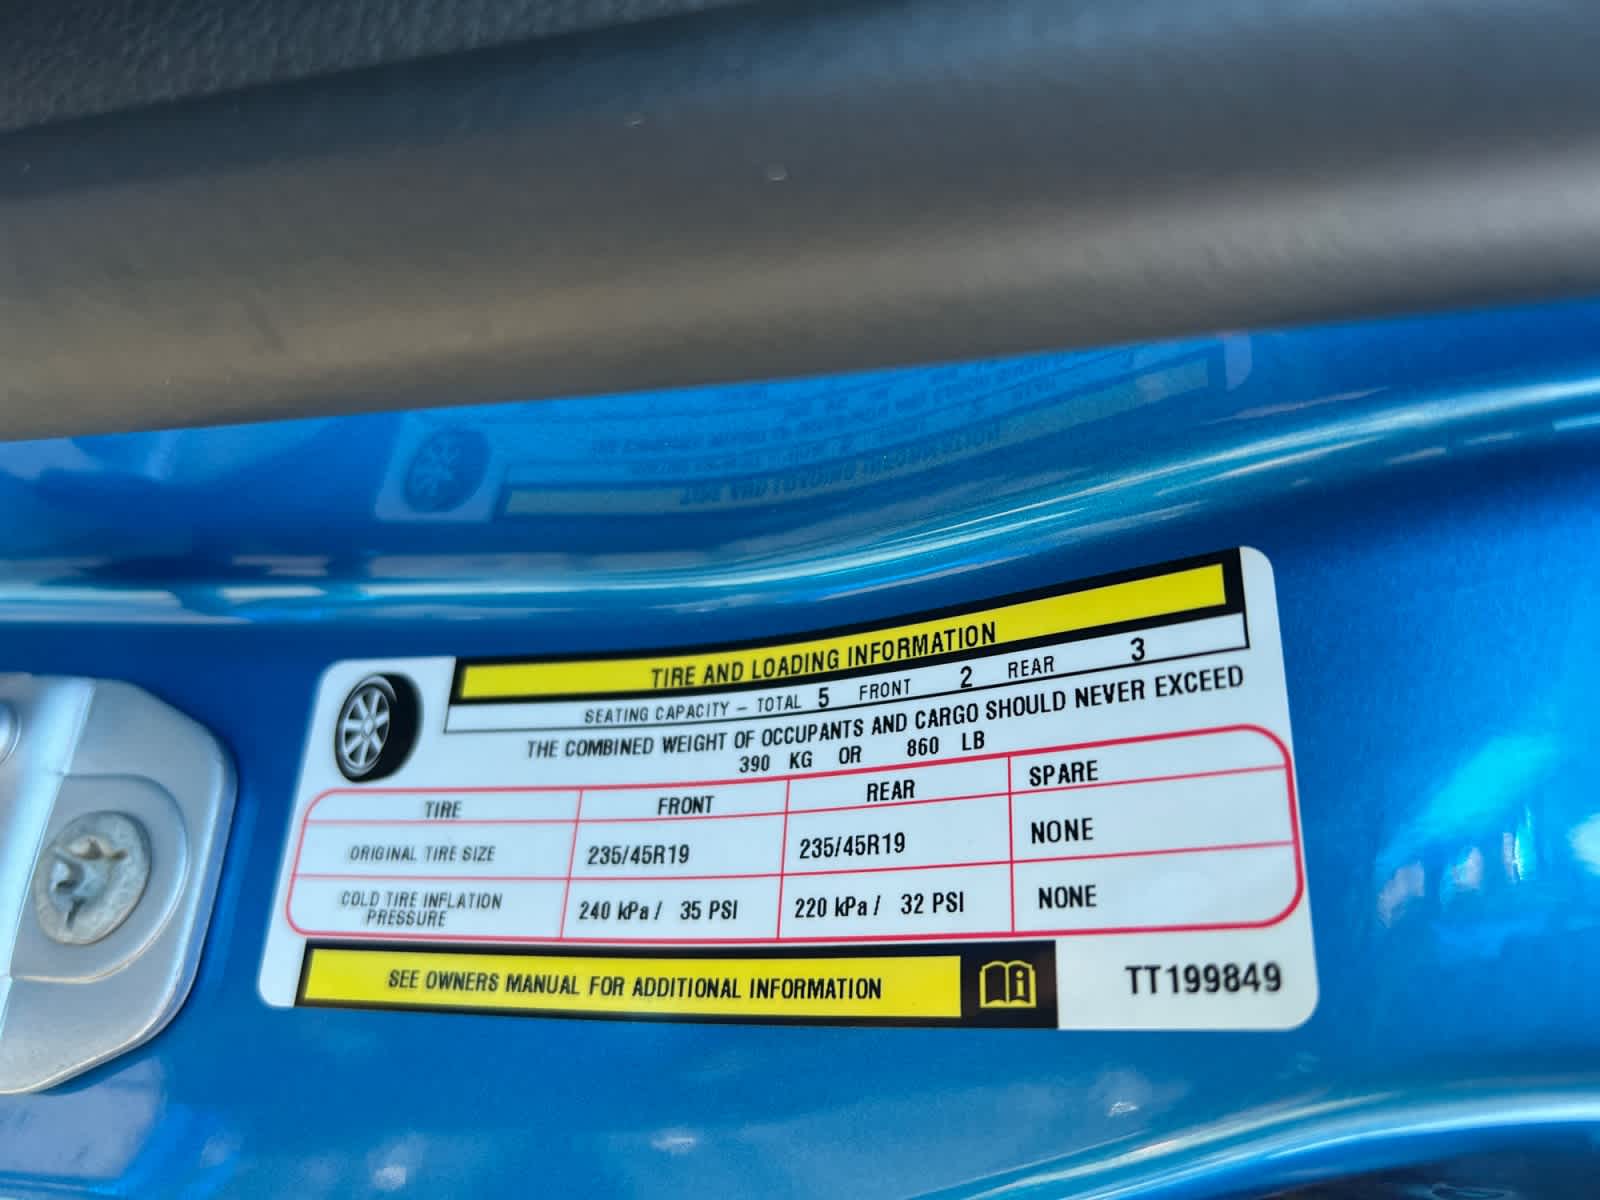 TIRE AND LOADING INFORMATION
SEATING CAPACITY – TOTAL 5 FRONT 2 REAR 3
THE COMBINED WEIGHT OF OCCUPANTS AND CARGO SHOULD NEVER EXCEED
390 KG OR 860 LB
TIRE FRONT REAR SPARE
ORIGINAL TIRE SIZE 235/45R19 235/45R19 NONE
COLD TIRE INFLATION
PRESSURE 240 kPa / 35 PSI 220 kPa / 32 PSI NONE
SEE OWNERS MANUAL FOR ADDITIONAL INFORMATION
TT199849